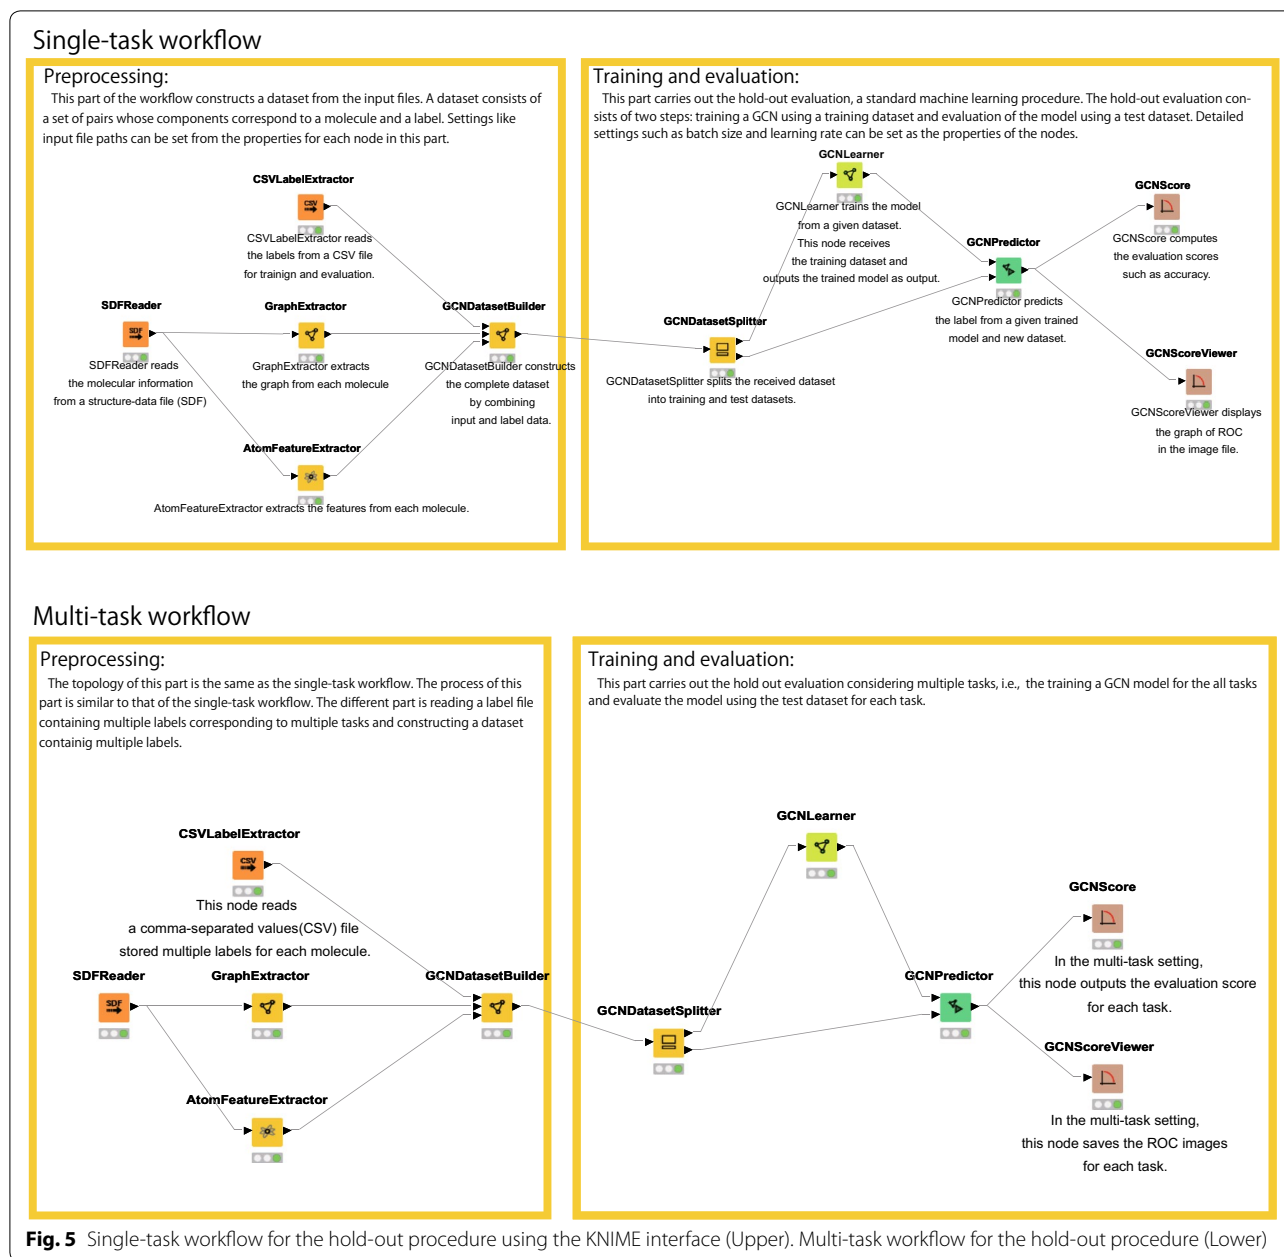 Single-task workflow
Preprocessing:
This part of the workflow constructs a dataset from the input files. A dataset consists of
a set of pairs whose components correspond to a molecule and a label. Settings like
input file paths can be set from the properties for each node in this part.
CSVLabelExtractor
CSV
CSVLabelExtractor reads
the labels from a CSV file
for trainign and evaluation.
SDFReader
SDF
SDFReader reads
the molecular information
from a structure-data file (SDF)
GraphExtractor
GraphExtractor extracts
the graph from each molecule
GCNDatasetBuilder
GCNDatasetBuilder constructs
the complete dataset
by combining
input and label data.
AtomFeatureExtractor
AtomFeatureExtractor extracts the features from each molecule.
Training and evaluation:
This part carries out the hold-out evaluation, a standard machine learning procedure. The hold-out evaluation con-
sists of two steps: training a GCN using a training dataset and evaluation of the model using a test dataset. Detailed
settings such as batch size and learning rate can be set as the properties of the nodes.
GCNLearner
GCNLearner trains the model
from a given dataset.
This node receives
the training dataset and
outputs the trained model as output.
GCNDatasetSplitter
GCNDatasetSplitter splits the received dataset
into training and test datasets.
GCNPredictor
GCNPredictor predicts
the label from a given trained
model and new dataset.
GCNScore
GCNScore computes
the evaluation scores
such as accuracy.
GCNScoreViewer
GCNScoreViewer displays
the graph of ROC
in the image file.
Multi-task workflow
Preprocessing:
The topology of this part is the same as the single-task workflow. The process of this
part is similar to that of the single-task workflow. The different part is reading a label file
containing multiple labels corresponding to multiple tasks and constructing a dataset
containig multiple labels.
CSVLabelExtractor
CSV
This node reads
a comma-separated values(CSV) file
stored multiple labels for each molecule.
SDFReader
SDF
GraphExtractor
GCNDatasetBuilder
AtomFeatureExtractor
Training and evaluation:
This part carries out the hold out evaluation considering multiple tasks, i.e., the training a GCN model for the all tasks
and evaluate the model using the test dataset for each task.
GCNLearner
GCNDatasetSplitter
GCNPredictor
GCNScore
In the multi-task setting,
this node outputs the evaluation score
for each task.
GCNScoreViewer
In the multi-task setting,
this node saves the ROC images
for each task.
Fig. 5 Single-task workflow for the hold-out procedure using the KNIME interface (Upper). Multi-task workflow for the hold-out procedure (Lower)